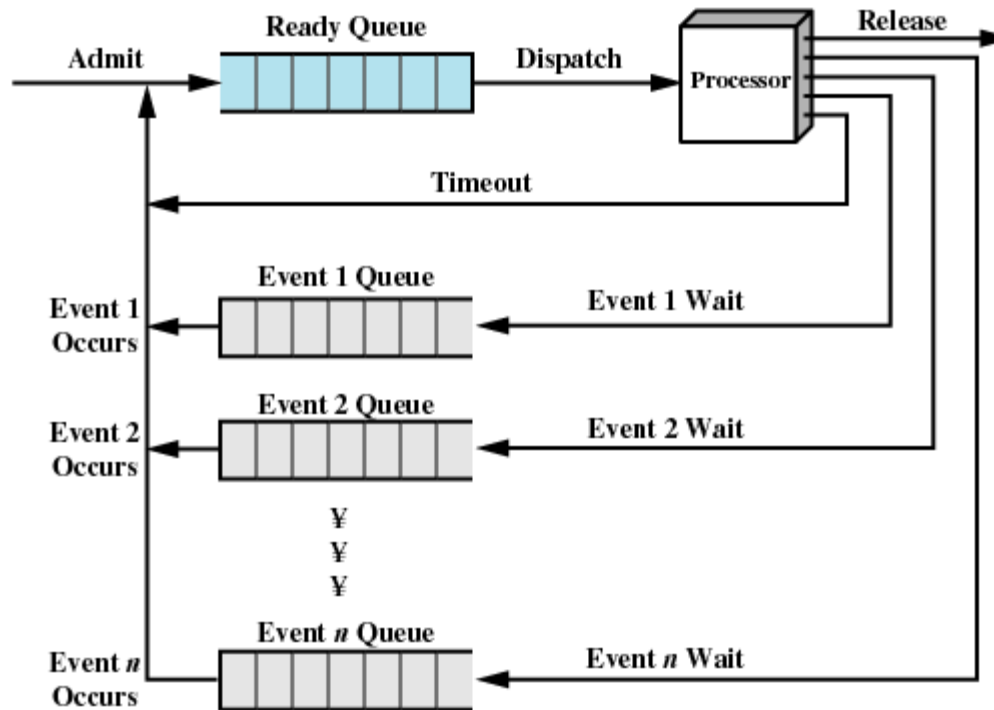 Ready Queue
Release
Admit
Dispatch
Processor
Timeout
Event 1 Queue
Event 1
Occurs
Event 1 Wait
Event 2 Queue
Event 2
Occurs
Event 2 Wait
¥
¥
¥
Event n Queue
Event n
Occurs
Event n Wait